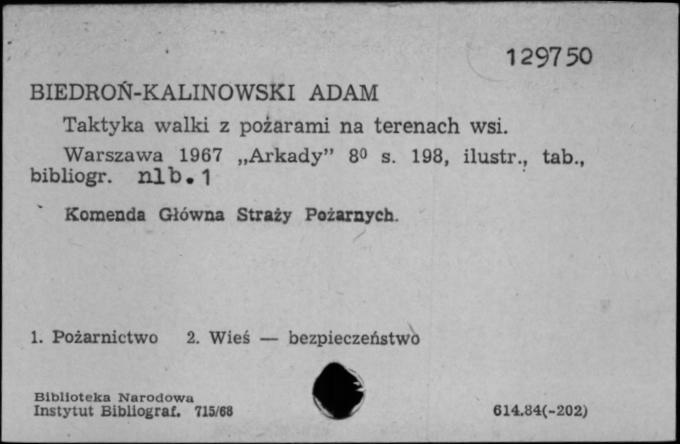 129750
BIEDROŃ-KALINOWSKI ADAM
Taktyka walki z pożarami na terenach wsi.
Warszawa 1967 „Arkady” 8⁰ s. 198, ilustr., tab.,
bibliogr. nlb. 1
Komenda Główna Straży Pożarnych.
1. Pożarnictwo 2. Wieś — bezpieczeństwo
Biblioteka Narodowa
Instytut Bibliograf. 715/68
614.84(-202)